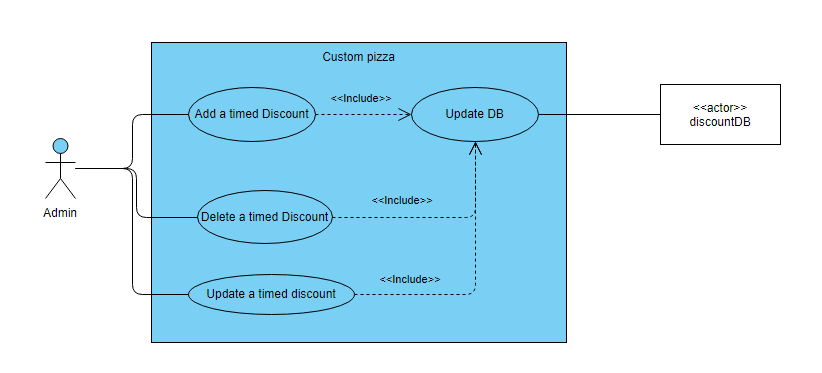 Custom pizza
Add a timed Discount
<<Include>>
Update DB
<<actor>>
discountDB
Admin
Delete a timed Discount
<<Include>>
Update a timed discount
<<Include>>